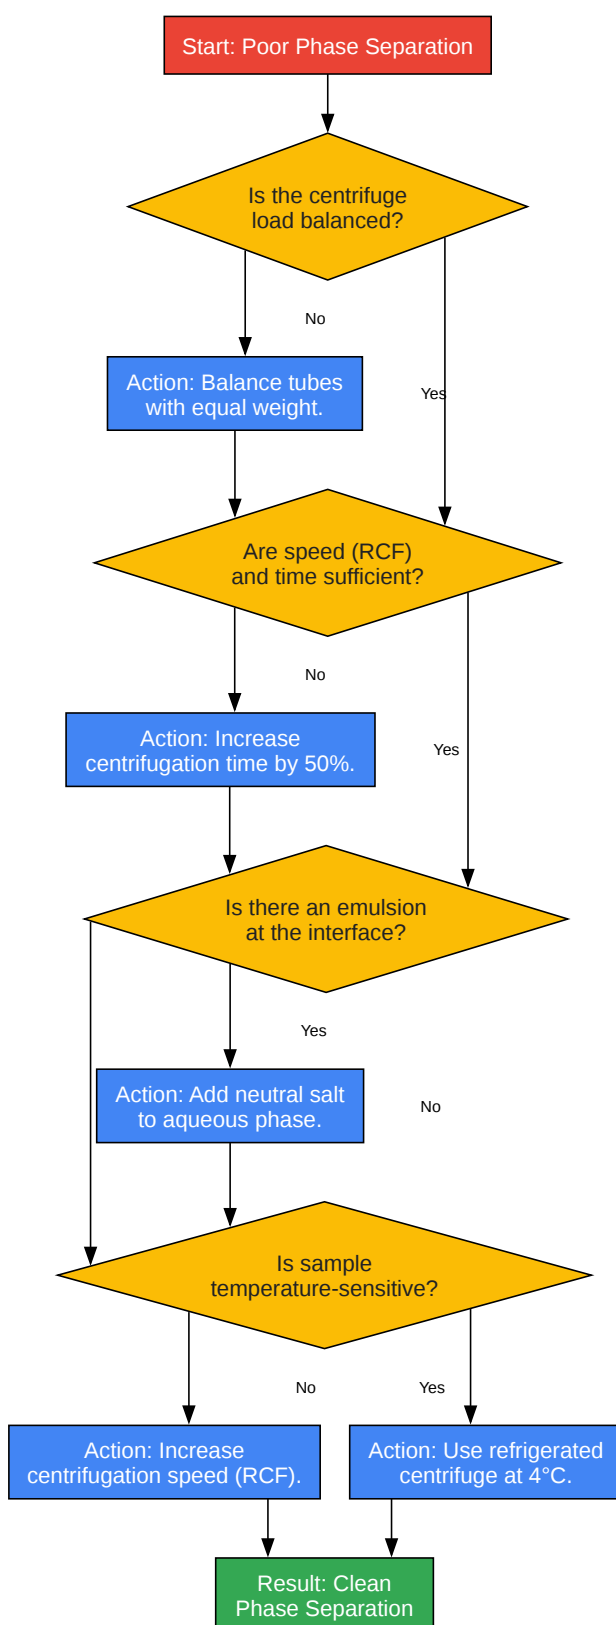 Start: Poor Phase Separation
Is the centrifuge
load balanced?
No
Action: Balance tubes
with equal weight.
Yes
Are speed (RCF)
and time sufficient?
No
Action: Increase
centrifugation time by 50%.
Yes
Is there an emulsion
at the interface?
Yes
Action: Add neutral salt
to aqueous phase.
No
Is sample
temperature-sensitive?
No
Yes
Action: Increase
centrifugation speed (RCF).
Action: Use refrigerated
centrifuge at 4°C.
Result: Clean
Phase Separation